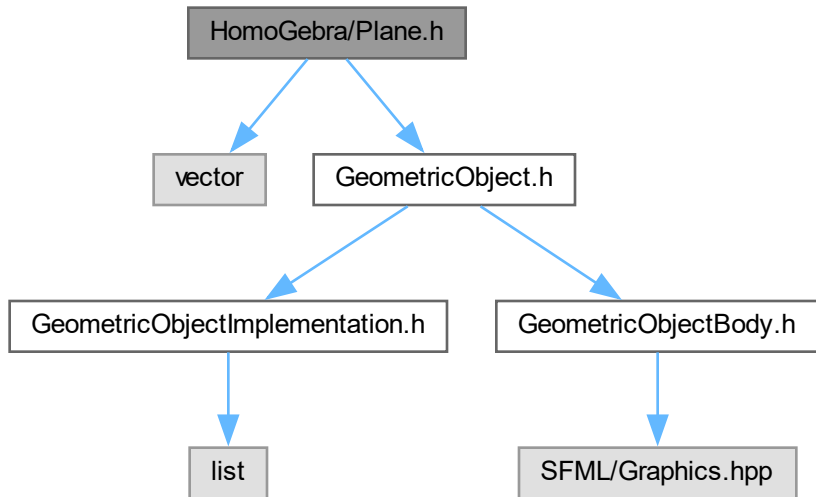 HomoGebra/Plane.h
vector
GeometricObject.h
GeometricObjectImplementation.h
GeometricObjectBody.h
list
SFML/Graphics.hpp